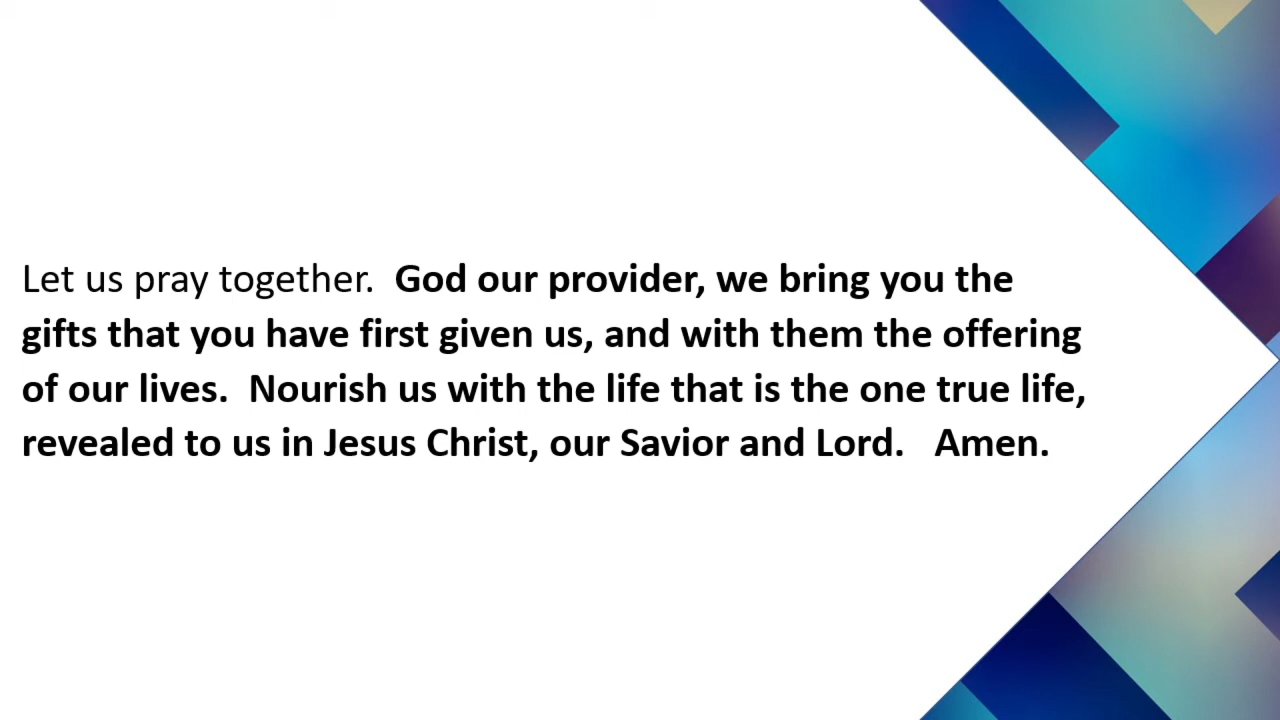 Let us pray together.  God our provider, we bring you the
gifts that you have first given us, and with them the offering
of our lives.  Nourish us with the life that is the one true life,
revealed to us in Jesus Christ, our Savior and Lord.   Amen.